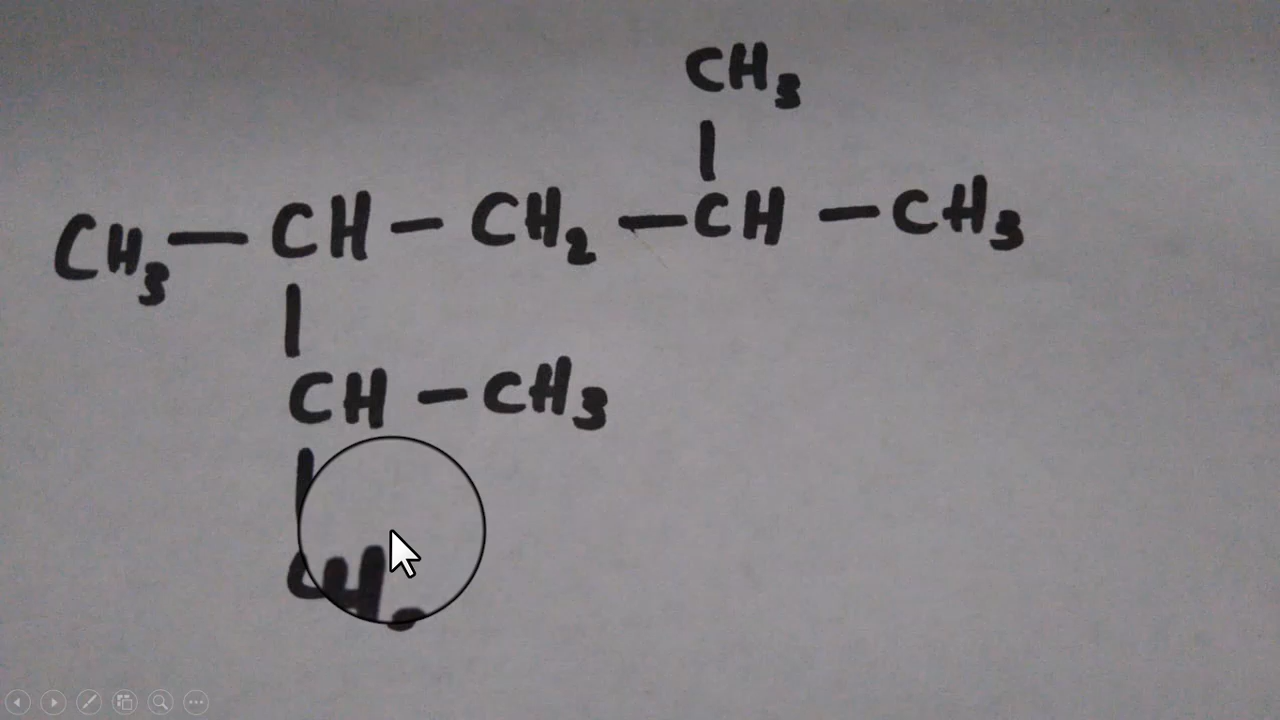 CH₃
CH₃ — CH — CH₂ — CH — CH₃
CH — CH₃